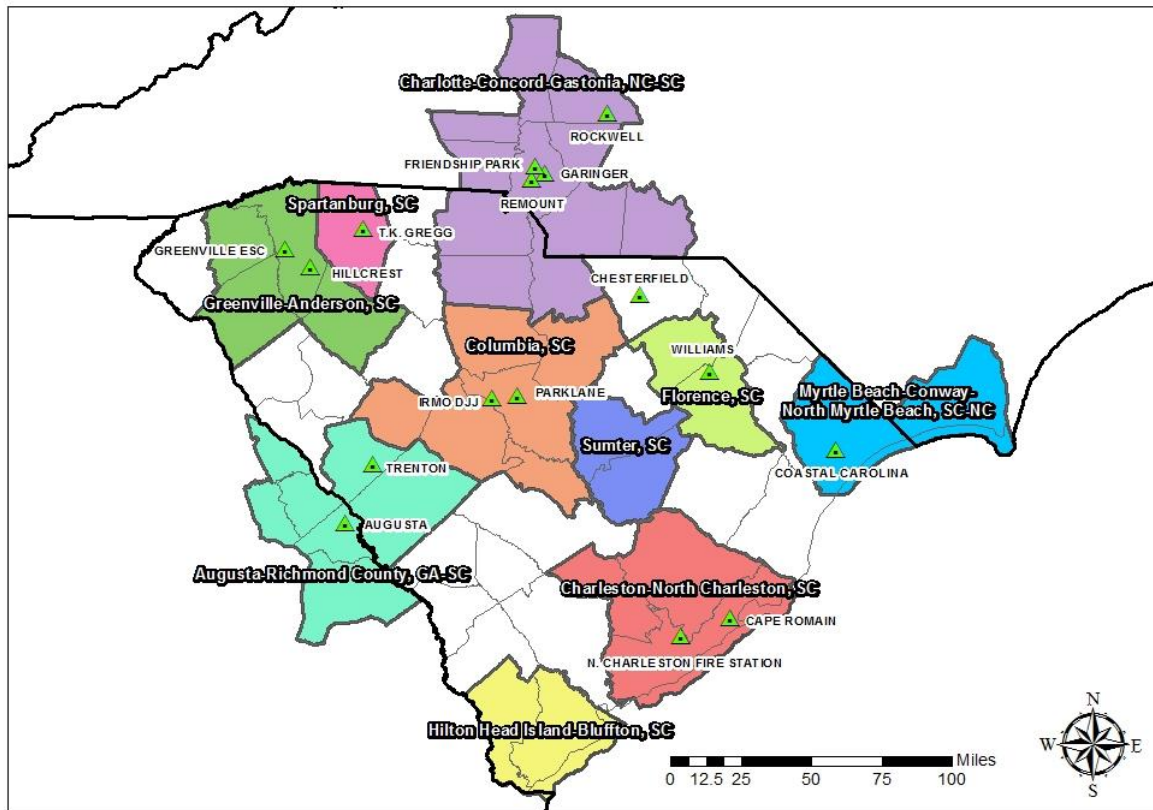 Charlotte-Concord-Gastonia, NC-SC
ROCKWELL
FRIENDSHIP PARK
GARINGER
REMOUNT
Spartanburg, SC
T.K. GREGG
GREENVILLE ESC
HILLCREST
Greenville-Anderson, SC
CHESTERFIELD
Columbia, SC
WILLIAMS
IRMO DJJ
PARKLANE
Florence, SC
Myrtle Beach-Conway-
North Myrtle Beach, SC-NC
Sumter, SC
TRENTON
COASTAL CAROLINA
AUGUSTA
Augusta-Richmond County, GA-SC
Charleston-North Charleston, SC
CAPE ROMAIN
N. CHARLESTON FIRE STATION
Hilton Head Island-Bluffton, SC
Miles
0 12.5 25 50 75 100
N
W E
S